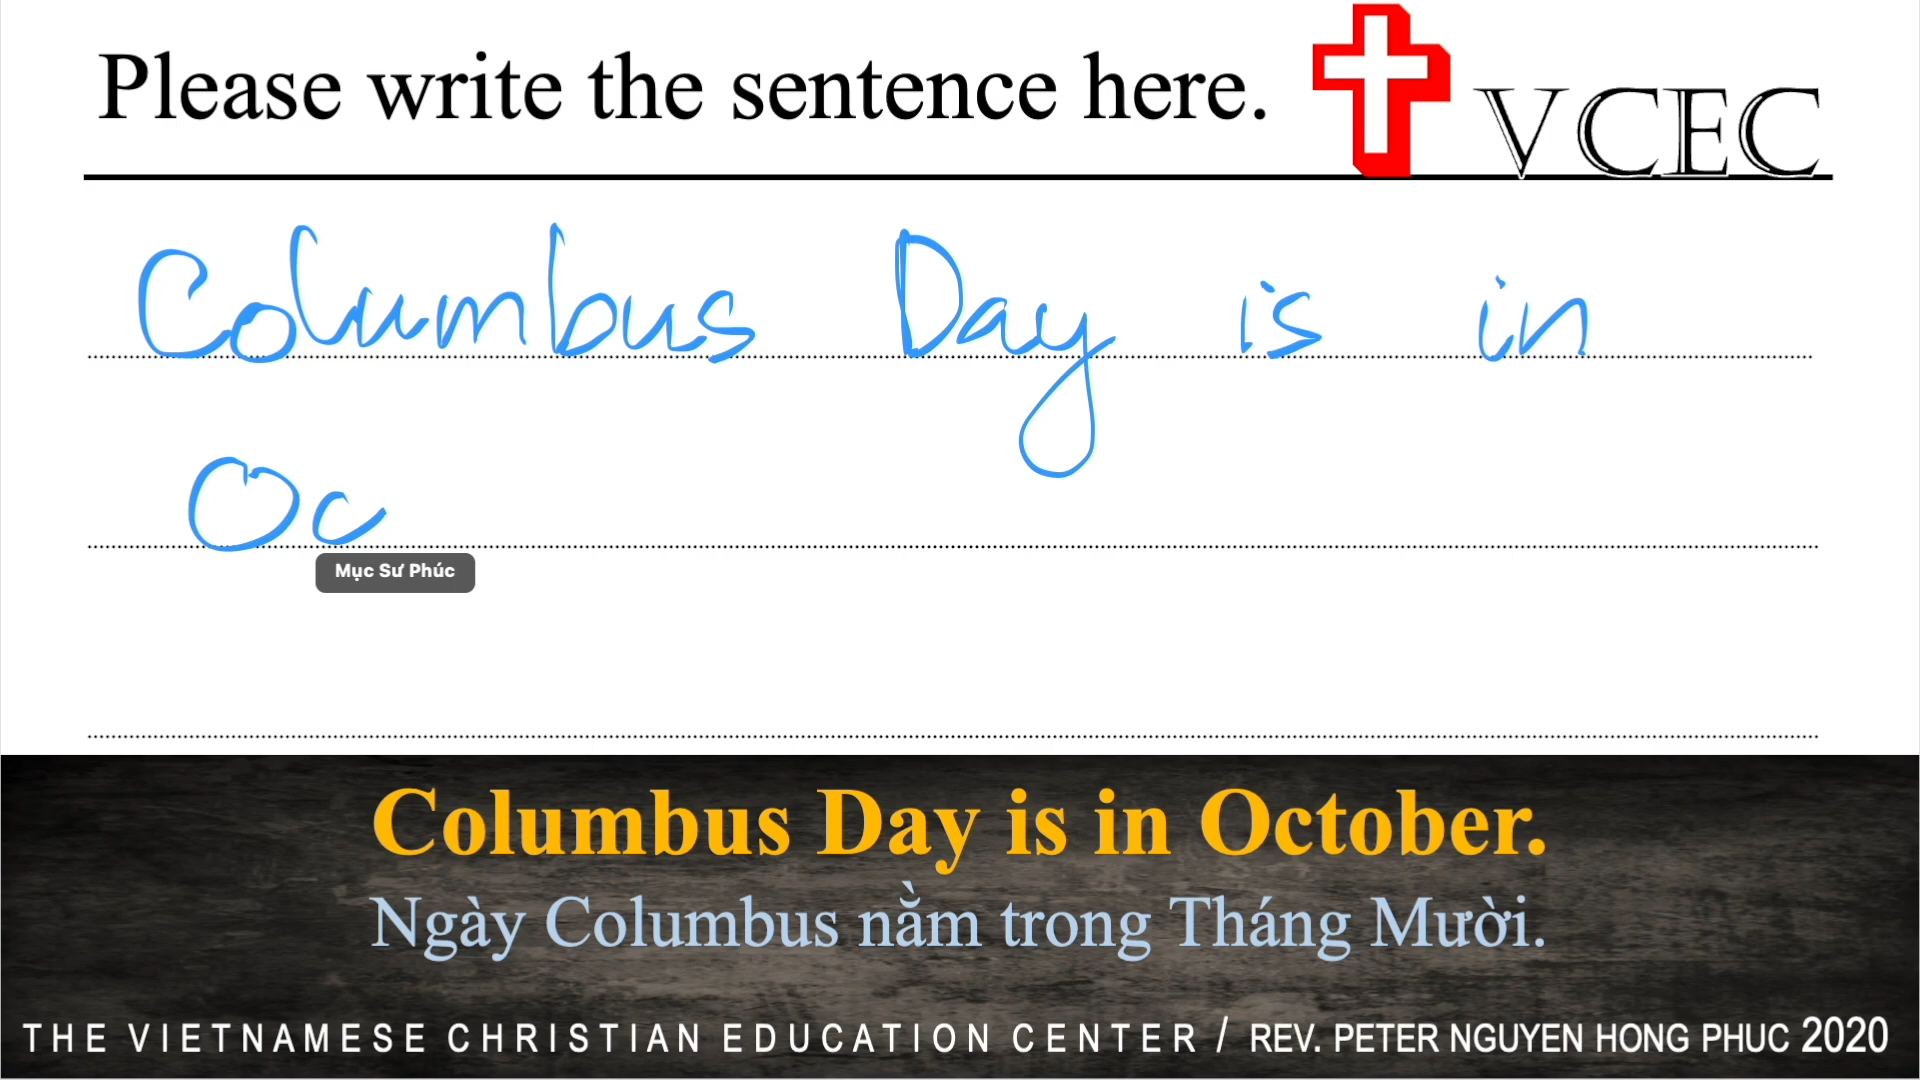 Please write the sentence here.
VCEC
Columbus Day is in
Oc
Mục Sư Phúc
Columbus Day is in October.
Ngày Columbus nằm trong Tháng Mười.
THE VIETNAMESE CHRISTIAN EDUCATION CENTER / REV. PETER NGUYEN HONG PHUC 2020